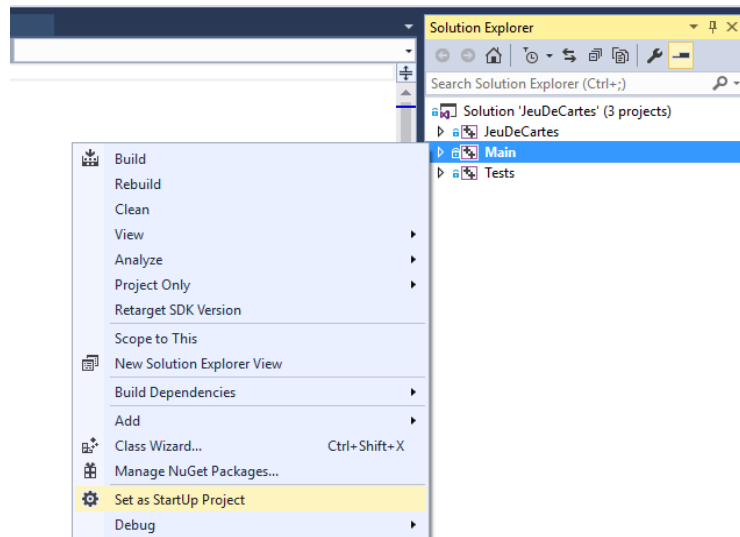 Solution Explorer
Search Solution Explorer (Ctrl+;)
Solution 'JeuDeCartes' (3 projects)
JeuDeCartes
Main
Tests
Build
Rebuild
Clean
View
Analyze
Project Only
Retarget SDK Version
Scope to This
New Solution Explorer View
Build Dependencies
Add
Class Wizard... Ctrl+Shift+X
Manage NuGet Packages...
Set as StartUp Project
Debug